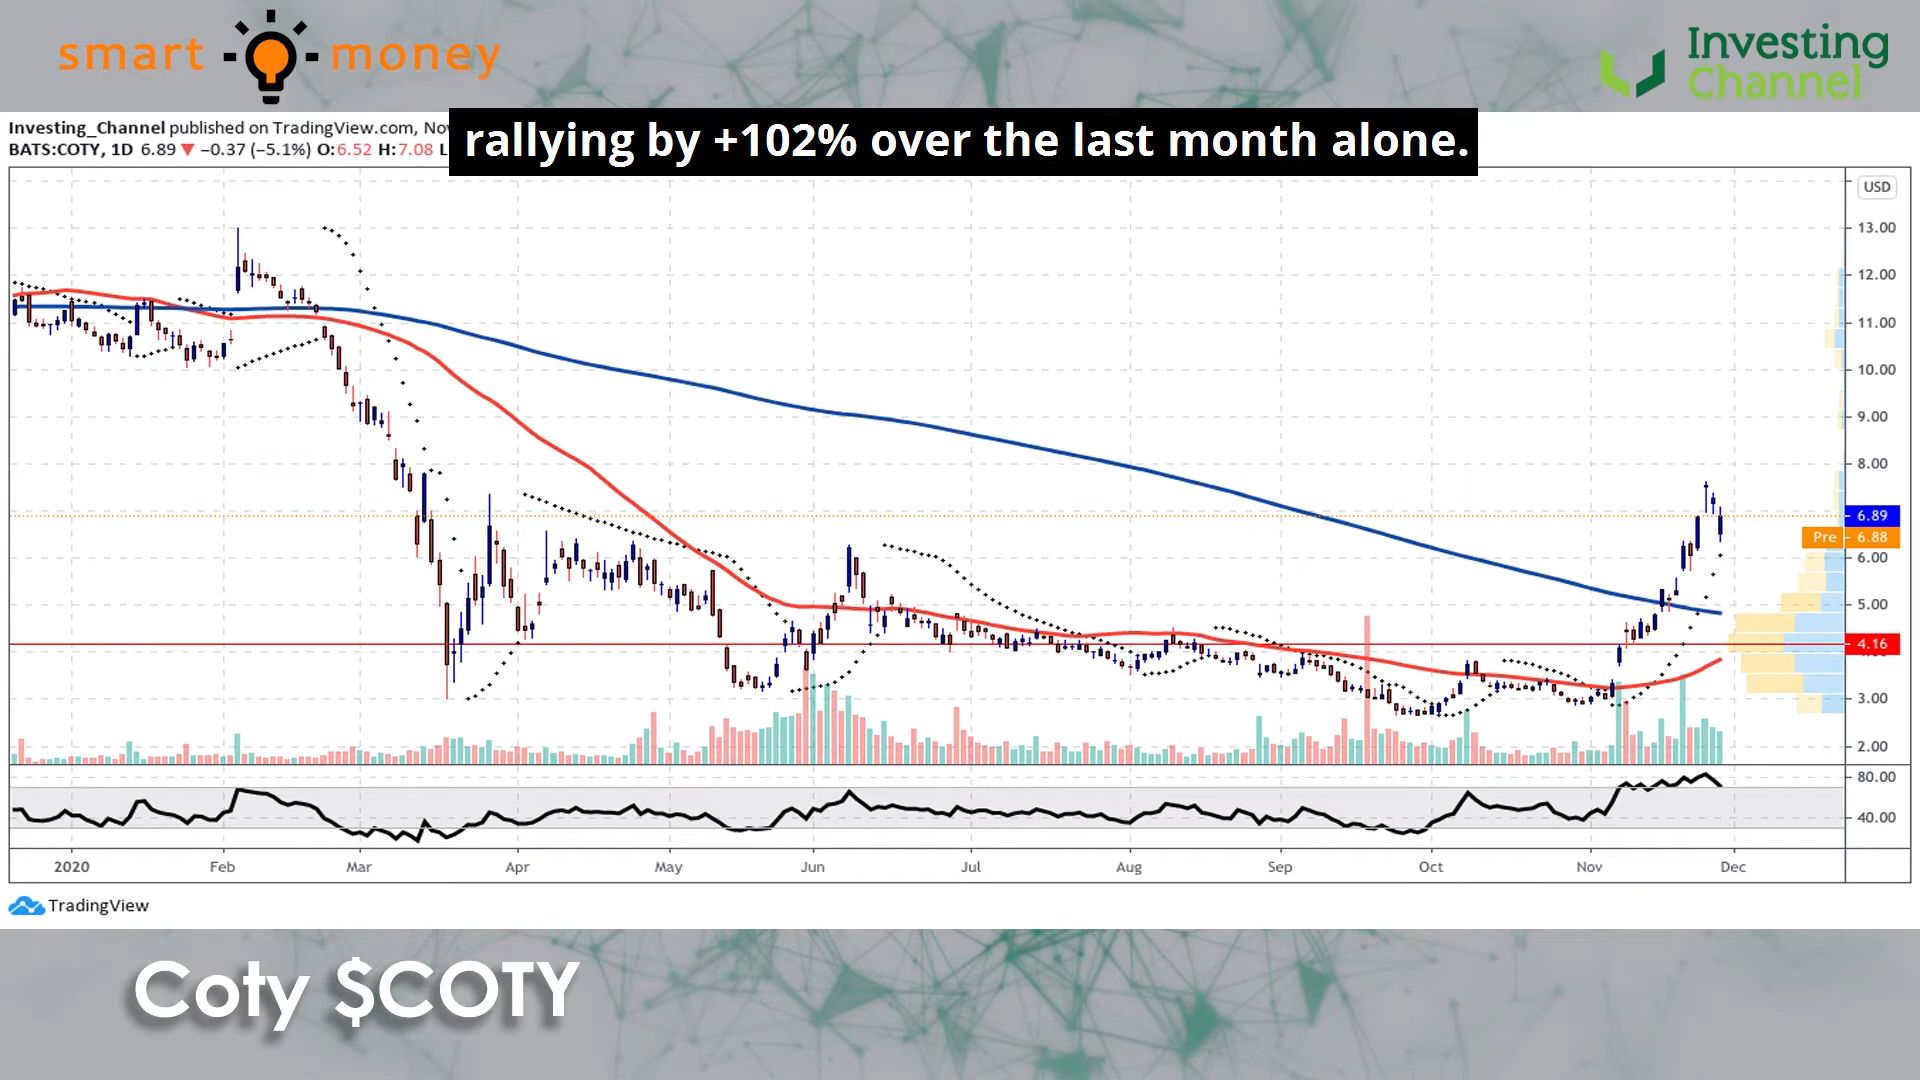 smart money
Investing
Channel
rallying by +102% over the last month alone.
Investing_Channel published on TradingView.com, Nov
BATS:COTY, 1D 6.89 ▼ −0.37 (−5.1%) O:6.52 H:7.08 L
USD
13.00
12.00
11.00
10.00
9.00
8.00
6.89
Pre 6.88
6.00
5.00
4.16
3.00
2.00
80.00
40.00
2020 Feb Mar Apr May Jun Jul Aug Sep Oct Nov Dec
TradingView
Coty $COTY